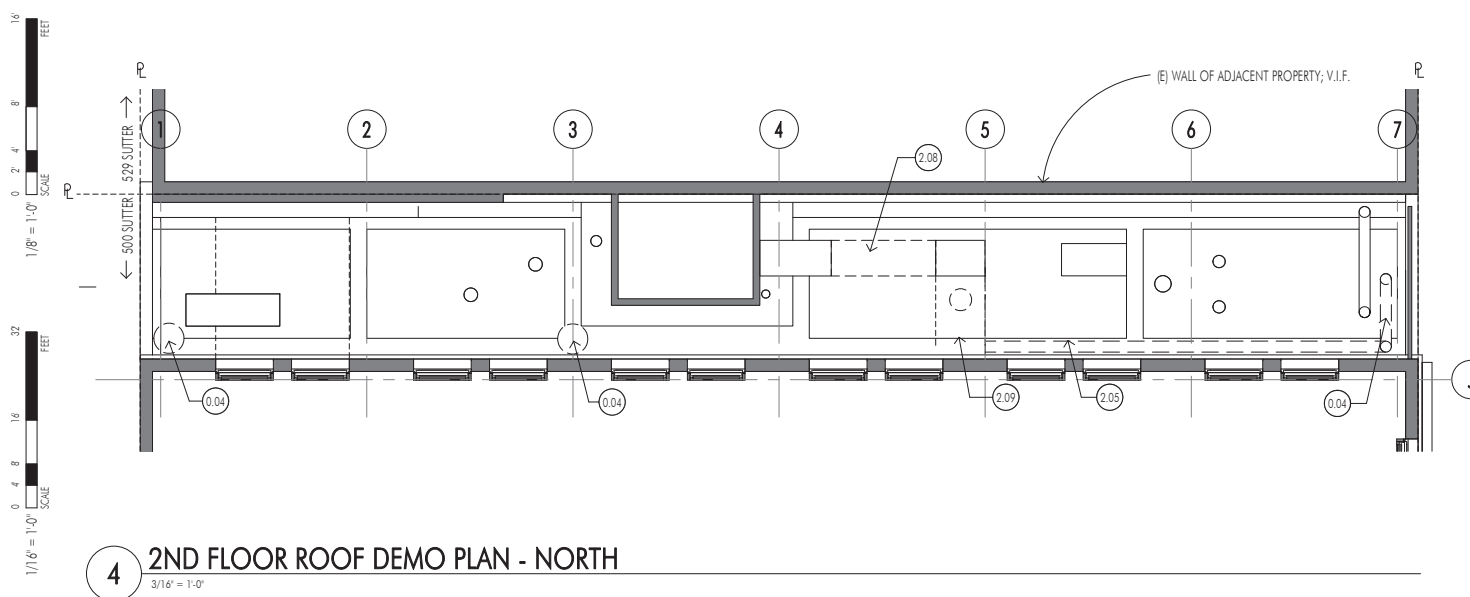 16'
8'
4'
2'
0
FEET
SCALE
1/8" = 1'-0"
32
16'
8
4
0
FEET
SCALE
1/16" = 1'-0"
PL
PL
PL
529 SUTTER
500 SUTTER
(E) WALL OF ADJACENT PROPERTY; V.I.F.
1
2
3
4
5
6
7
2.08
0.04
0.04
2.09
2.05
0.04
4
2ND FLOOR ROOF DEMO PLAN - NORTH
3/16" = 1'-0"